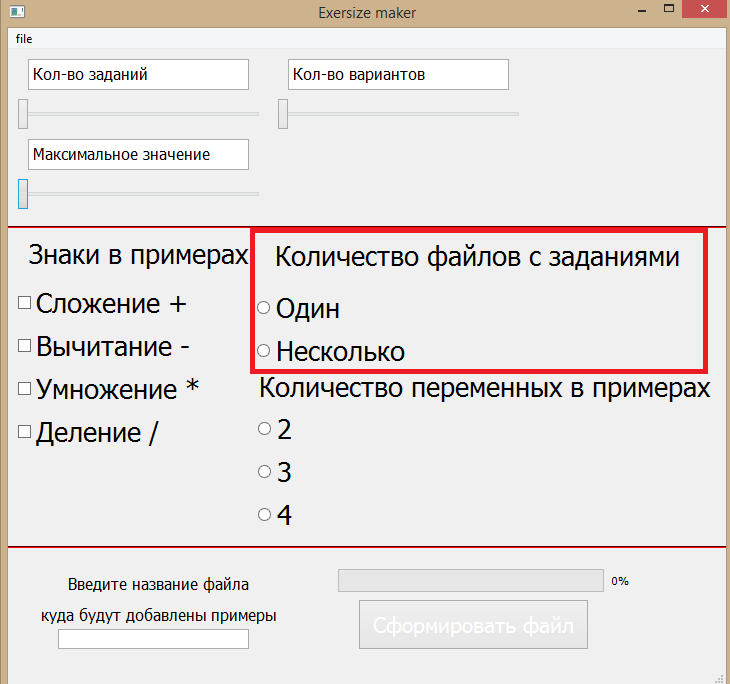 Exersize maker
file
Кол-во заданий
Кол-во вариантов
Максимальное значение
Знаки в примерах
Сложение +
Вычитание -
Умножение *
Деление /
Количество файлов с заданиями
Один
Несколько
Количество переменных в примерах
2
3
4
Введите название файла
куда будут добавлены примеры
0%
Сформировать файл